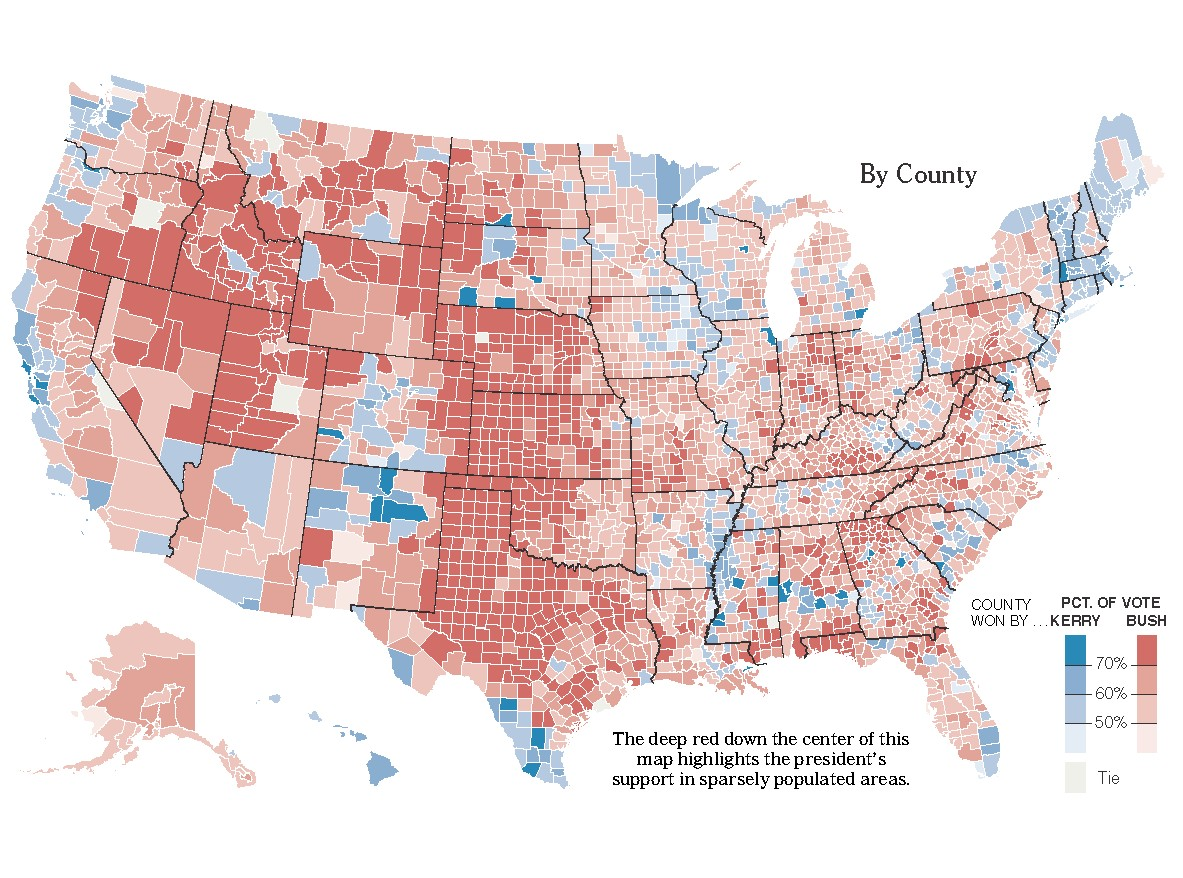 By County
The deep red down the center of this
map highlights the president's
support in sparsely populated areas.
COUNTY PCT. OF VOTE
WON BY ... KERRY BUSH
70%
60%
50%
Tie